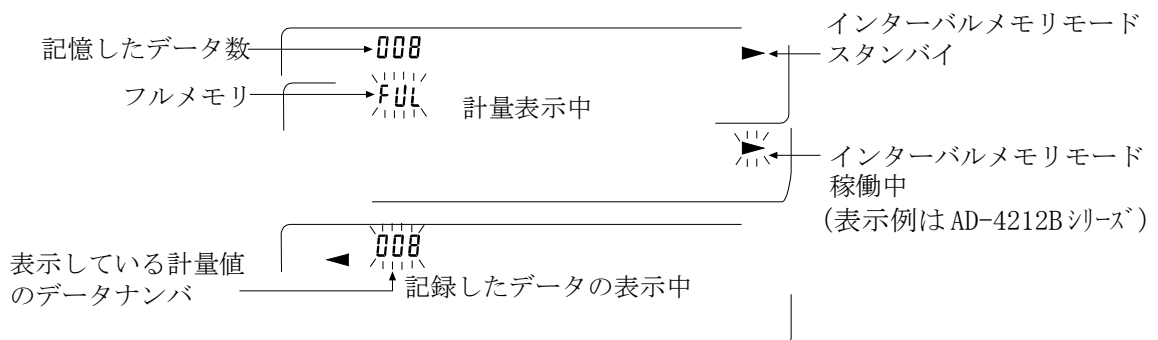 記憶したデータ数
008
インターバルメモリモード
スタンバイ
フルメモリ
FUL
計量表示中
インターバルメモリモード
稼働中
(表示例は AD-4212Bｼﾘｰｽﾞ)
008
表示している計量値
のデータナンバ
記録したデータの表示中